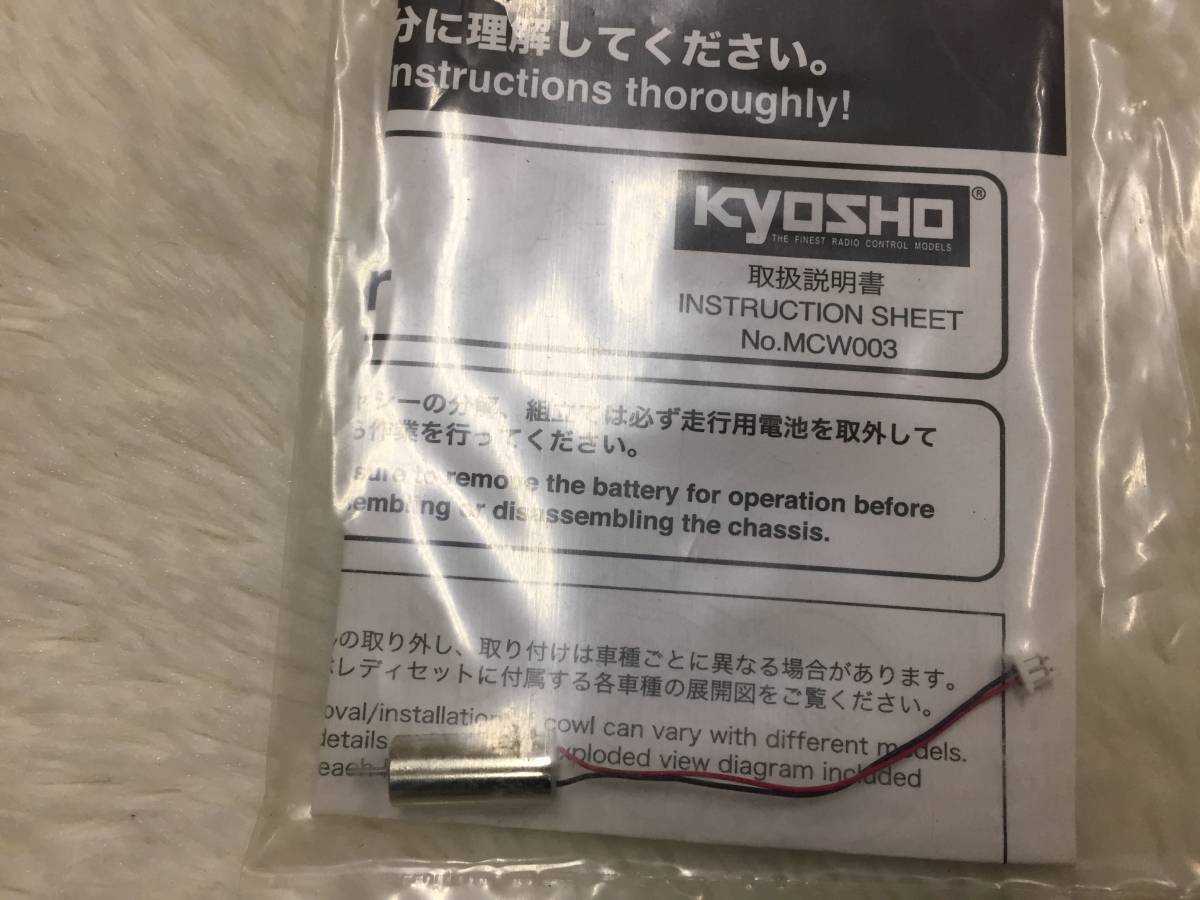 分に理解してください。
nstructions thoroughly!
KYOSHO®
THE FINEST RADIO CONTROL MODELS
取扱説明書
INSTRUCTION SHEET
No.MCW003
r
シーの分解、組立ては必ず走行用電池を取外して
作業を行ってください。
sure to remove the battery for operation before
embling or disassembling the chassis.
の取り外し、取り付けは車種ごとに異なる場合があります。
レディセットに付属する各車種の展開図をご覧ください。
oval/installation cowl can vary with different models.
details xploded view diagram included
each